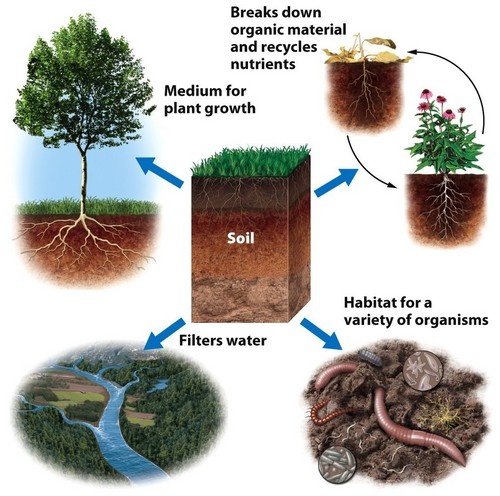 Breaks down
organic material
and recycles
nutrients
Medium for
plant growth
Soil
Habitat for a
variety of organisms
Filters water